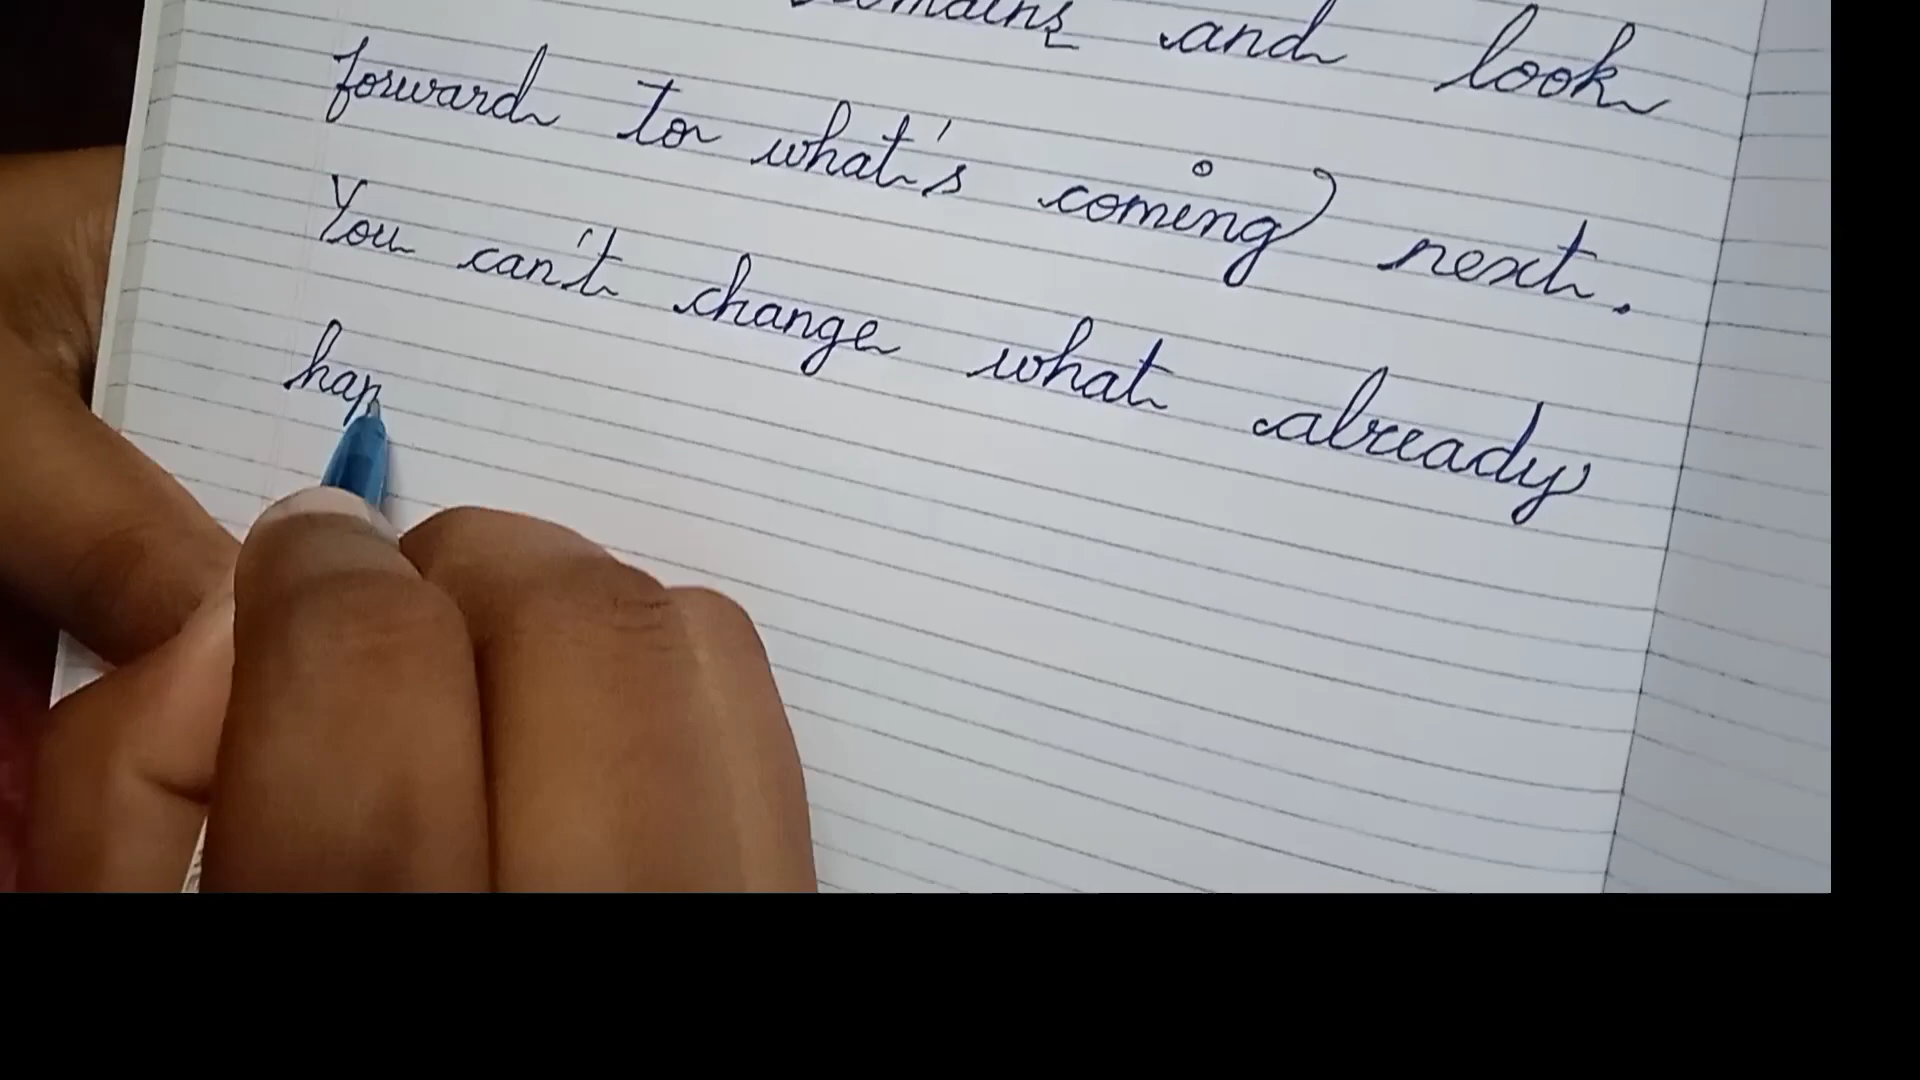 and look
forward to what's coming next.
You can't change what already
hap